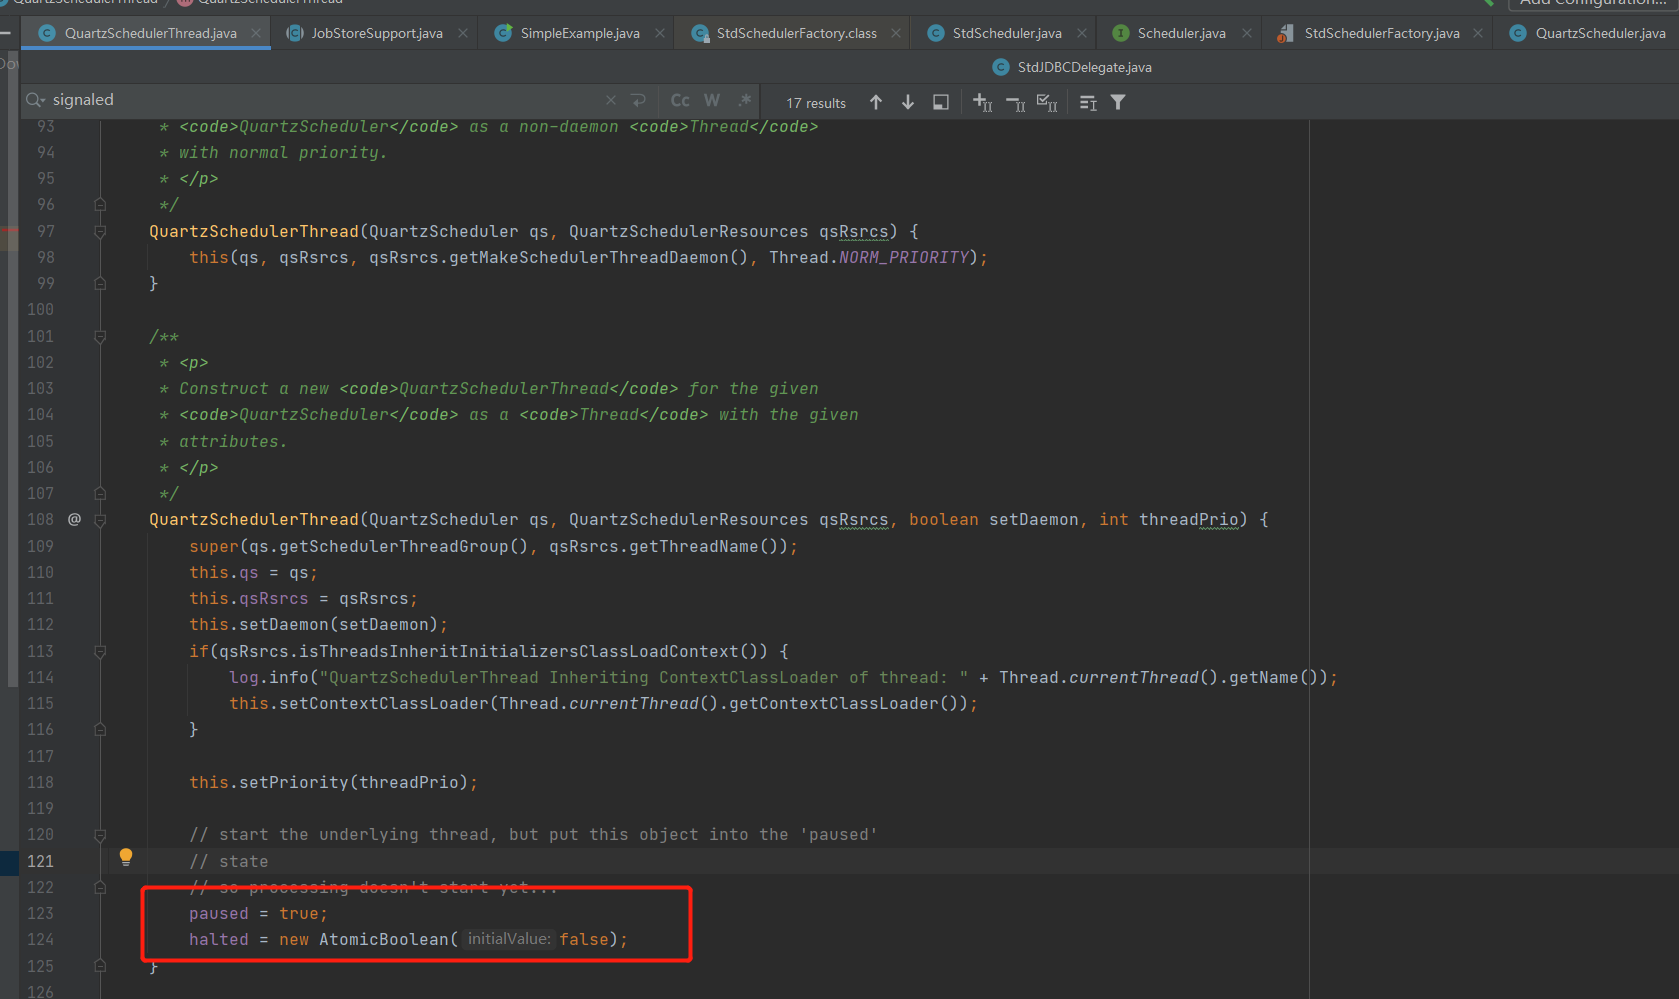 QuartzSchedulerThread / QuartzSchedulerThread
Add Configuration...
QuartzSchedulerThread.java JobStoreSupport.java SimpleExample.java StdSchedulerFactory.class StdScheduler.java Scheduler.java StdSchedulerFactory.java QuartzScheduler.java
StdJDBCDelegate.java
signaled Cc W .* 17 results
93 * <code>QuartzScheduler</code> as a non-daemon <code>Thread</code>
94 * with normal priority.
95 * </p>
96 */
97 QuartzSchedulerThread(QuartzScheduler qs, QuartzSchedulerResources qsRsrcs) {
98 this(qs, qsRsrcs, qsRsrcs.getMakeSchedulerThreadDaemon(), Thread.NORM_PRIORITY);
99 }
100
101 /**
102 * <p>
103 * Construct a new <code>QuartzSchedulerThread</code> for the given
104 * <code>QuartzScheduler</code> as a <code>Thread</code> with the given
105 * attributes.
106 * </p>
107 */
108 @ QuartzSchedulerThread(QuartzScheduler qs, QuartzSchedulerResources qsRsrcs, boolean setDaemon, int threadPrio) {
109 super(qs.getSchedulerThreadGroup(), qsRsrcs.getThreadName());
110 this.qs = qs;
111 this.qsRsrcs = qsRsrcs;
112 this.setDaemon(setDaemon);
113 if(qsRsrcs.isThreadsInheritInitializersClassLoadContext()) {
114 log.info("QuartzSchedulerThread Inheriting ContextClassLoader of thread: " + Thread.currentThread().getName());
115 this.setContextClassLoader(Thread.currentThread().getContextClassLoader());
116 }
117
118 this.setPriority(threadPrio);
119
120 // start the underlying thread, but put this object into the 'paused'
121 // state
122 // so processing doesn't start yet...
123 paused = true;
124 halted = new AtomicBoolean( initialValue: false);
125 }
126